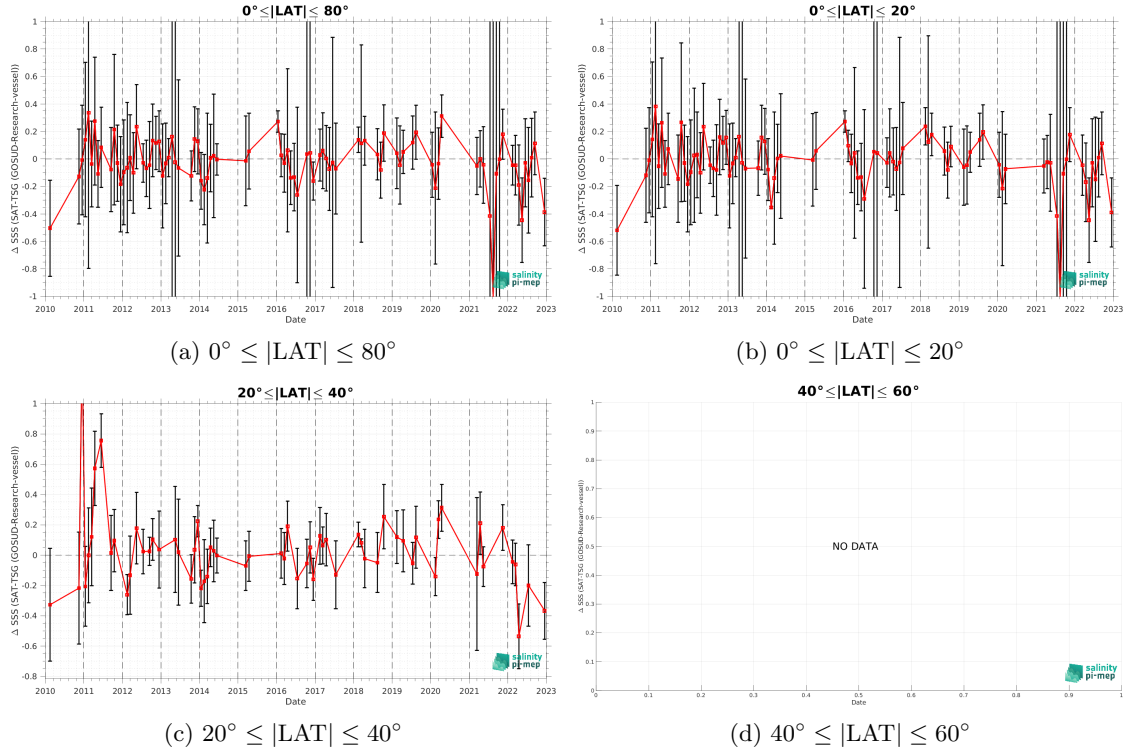 0°≤|LAT|≤ 80°
Δ SSS (SAT-TSG (GOSUD-Research-vessel))
1
0.8
0.6
0.4
0.2
0
-0.2
-0.4
-0.6
-0.8
-1
2010 2011 2012 2013 2014 2015 2016 2017 2018 2019 2020 2021 2022 2023
Date
salinity
pi-mep
(a) 0° ≤ |LAT| ≤ 80°
0°≤|LAT|≤ 20°
Δ SSS (SAT-TSG (GOSUD-Research-vessel))
1
0.8
0.6
0.4
0.2
0
-0.2
-0.4
-0.6
-0.8
-1
2010 2011 2012 2013 2014 2015 2016 2017 2018 2019 2020 2021 2022 2023
Date
salinity
pi-mep
(b) 0° ≤ |LAT| ≤ 20°
20°≤|LAT|≤ 40°
Δ SSS (SAT-TSG (GOSUD-Research-vessel))
1
0.8
0.6
0.4
0.2
0
-0.2
-0.4
-0.6
-0.8
2010 2011 2012 2013 2014 2015 2016 2017 2018 2019 2020 2021 2022 2023
Date
salinity
pi-mep
(c) 20° ≤ |LAT| ≤ 40°
40°≤|LAT|≤ 60°
Δ SSS (SAT-TSG (GOSUD-Research-vessel))
1
0.9
0.8
0.7
0.6
0.5
0.4
0.3
0.2
0.1
0
NO DATA
0 0.1 0.2 0.3 0.4 0.5 0.6 0.7 0.8 0.9 1
Date
salinity
pi-mep
(d) 40° ≤ |LAT| ≤ 60°